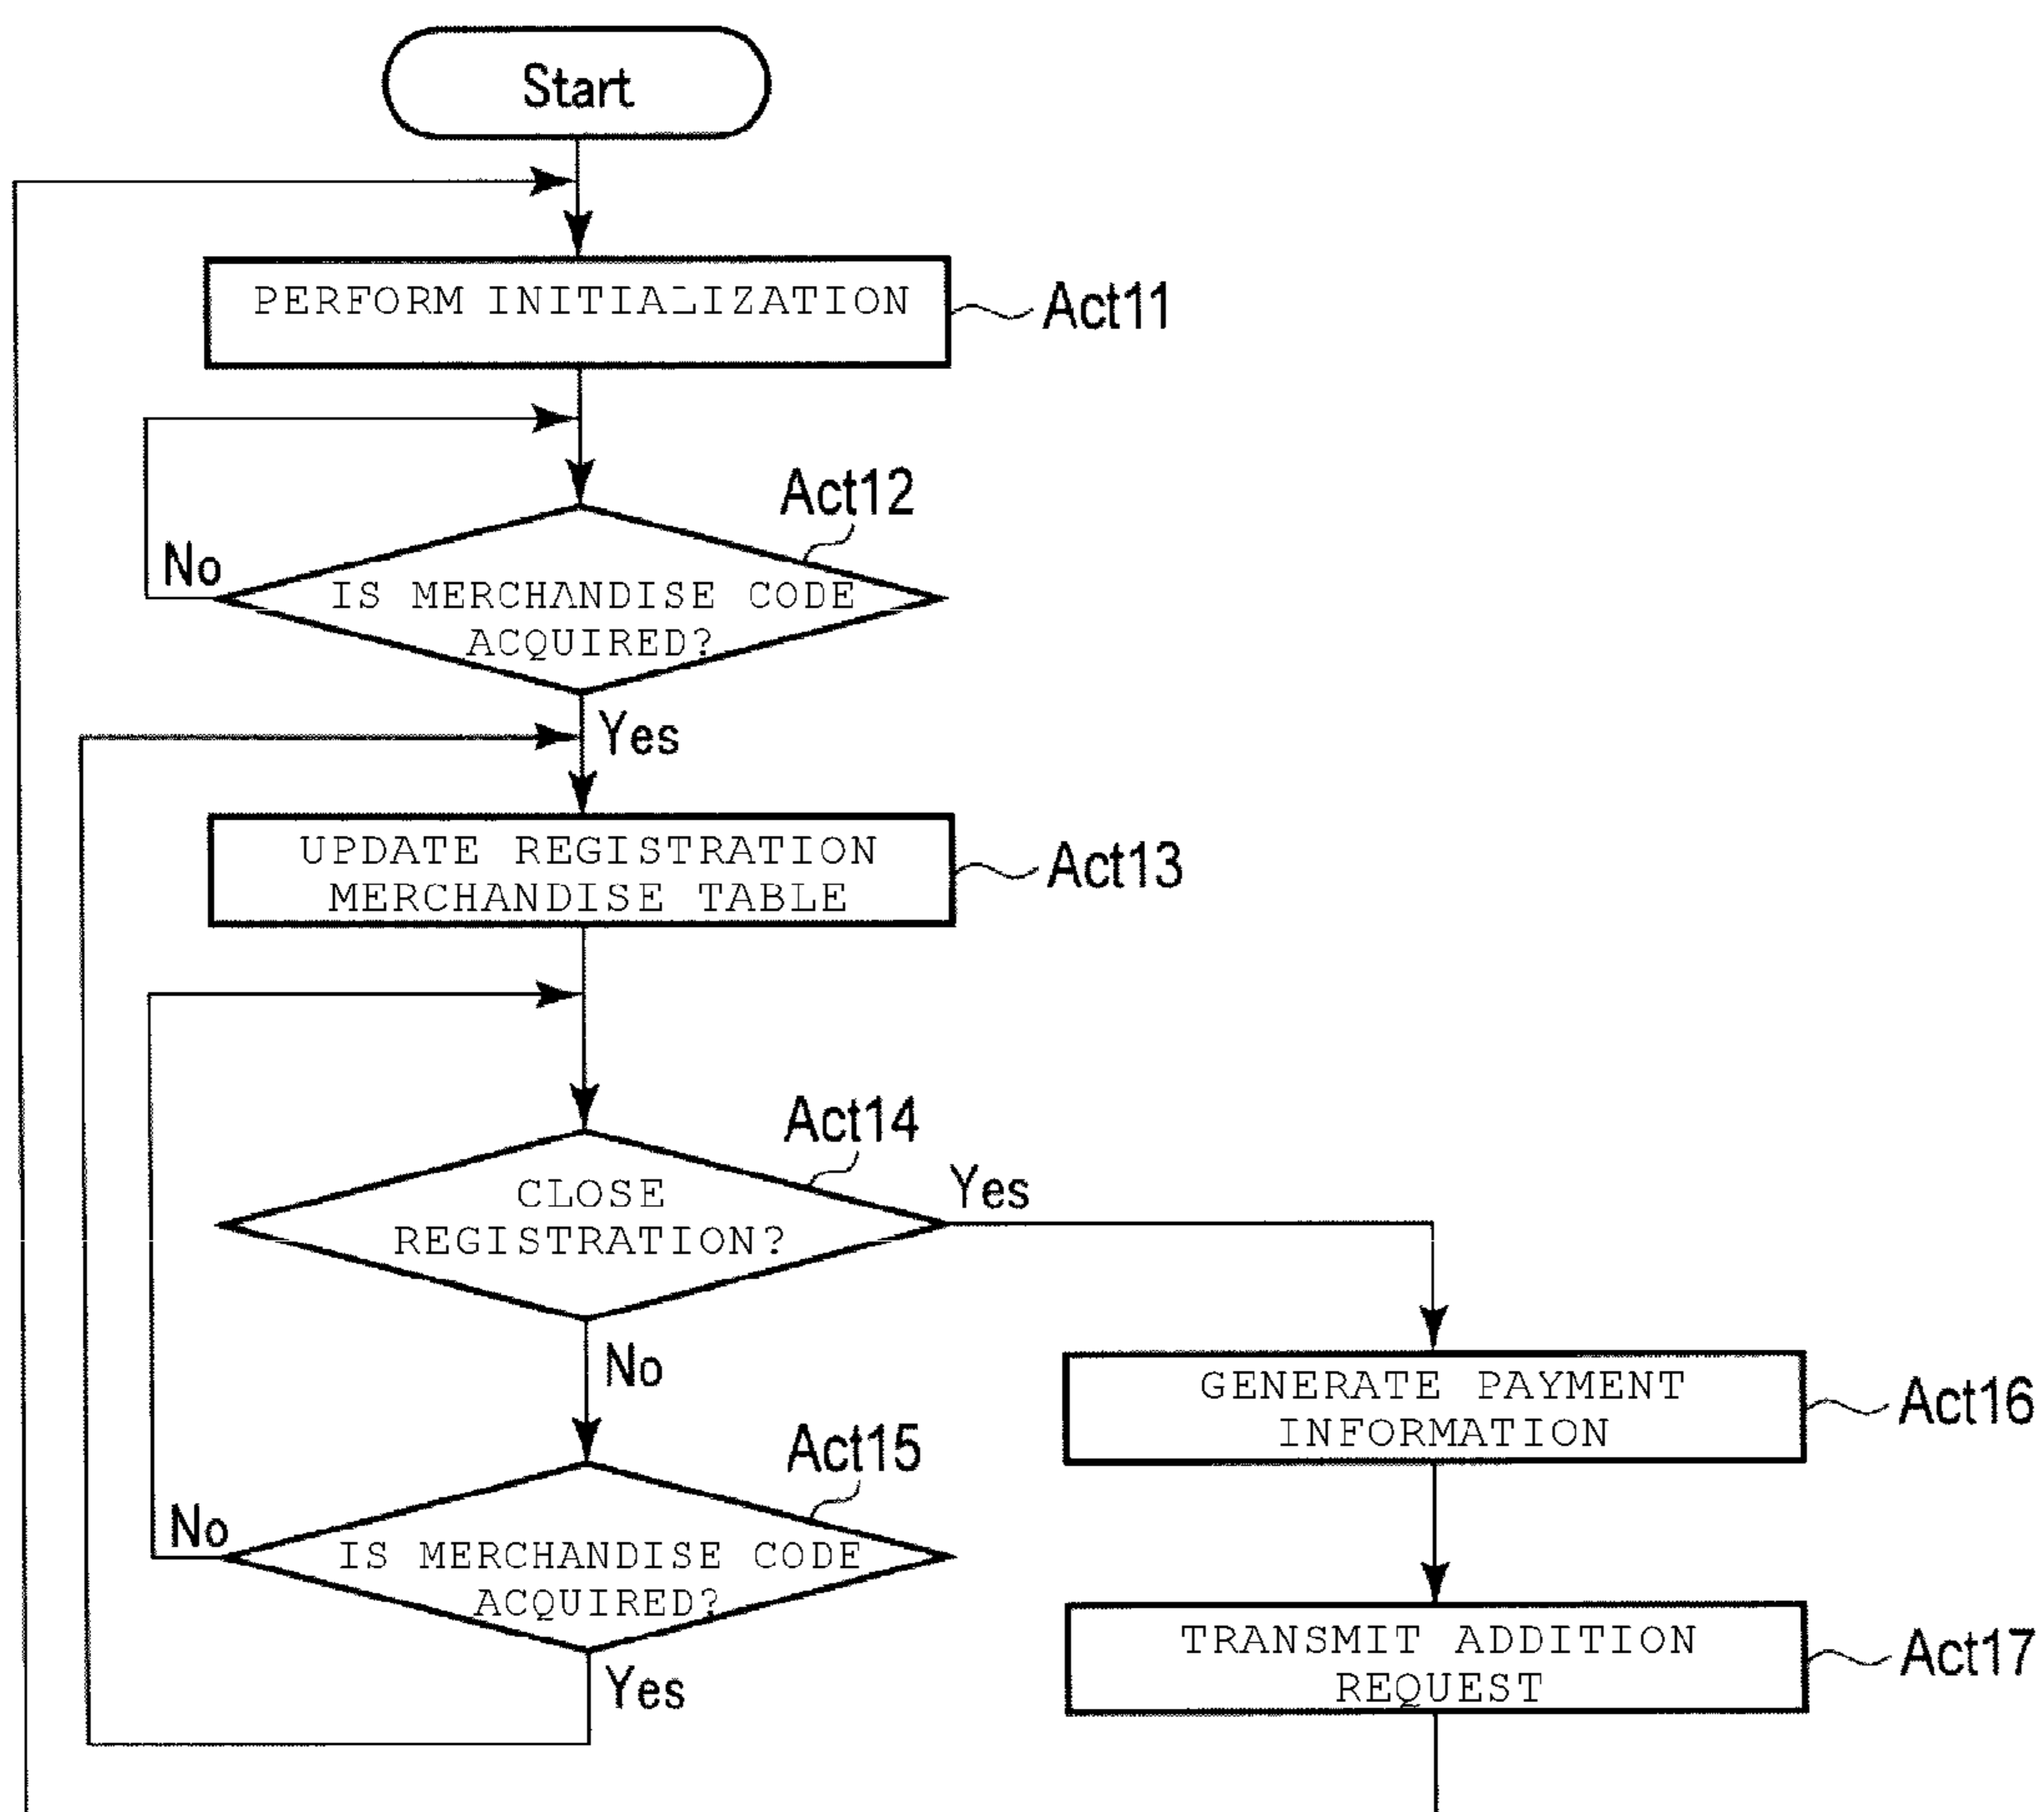 Start
PERFORM INITIALIZATION
Act11
Act12
No
IS MERCHANDISE CODE
ACQUIRED?
Yes
UPDATE REGISTRATION
MERCHANDISE TABLE
Act13
Act14
Yes
CLOSE
REGISTRATION?
No
GENERATE PAYMENT
INFORMATION
Act16
Act15
No
IS MERCHANDISE CODE
ACQUIRED?
Yes
TRANSMIT ADDITION
REQUEST
Act17